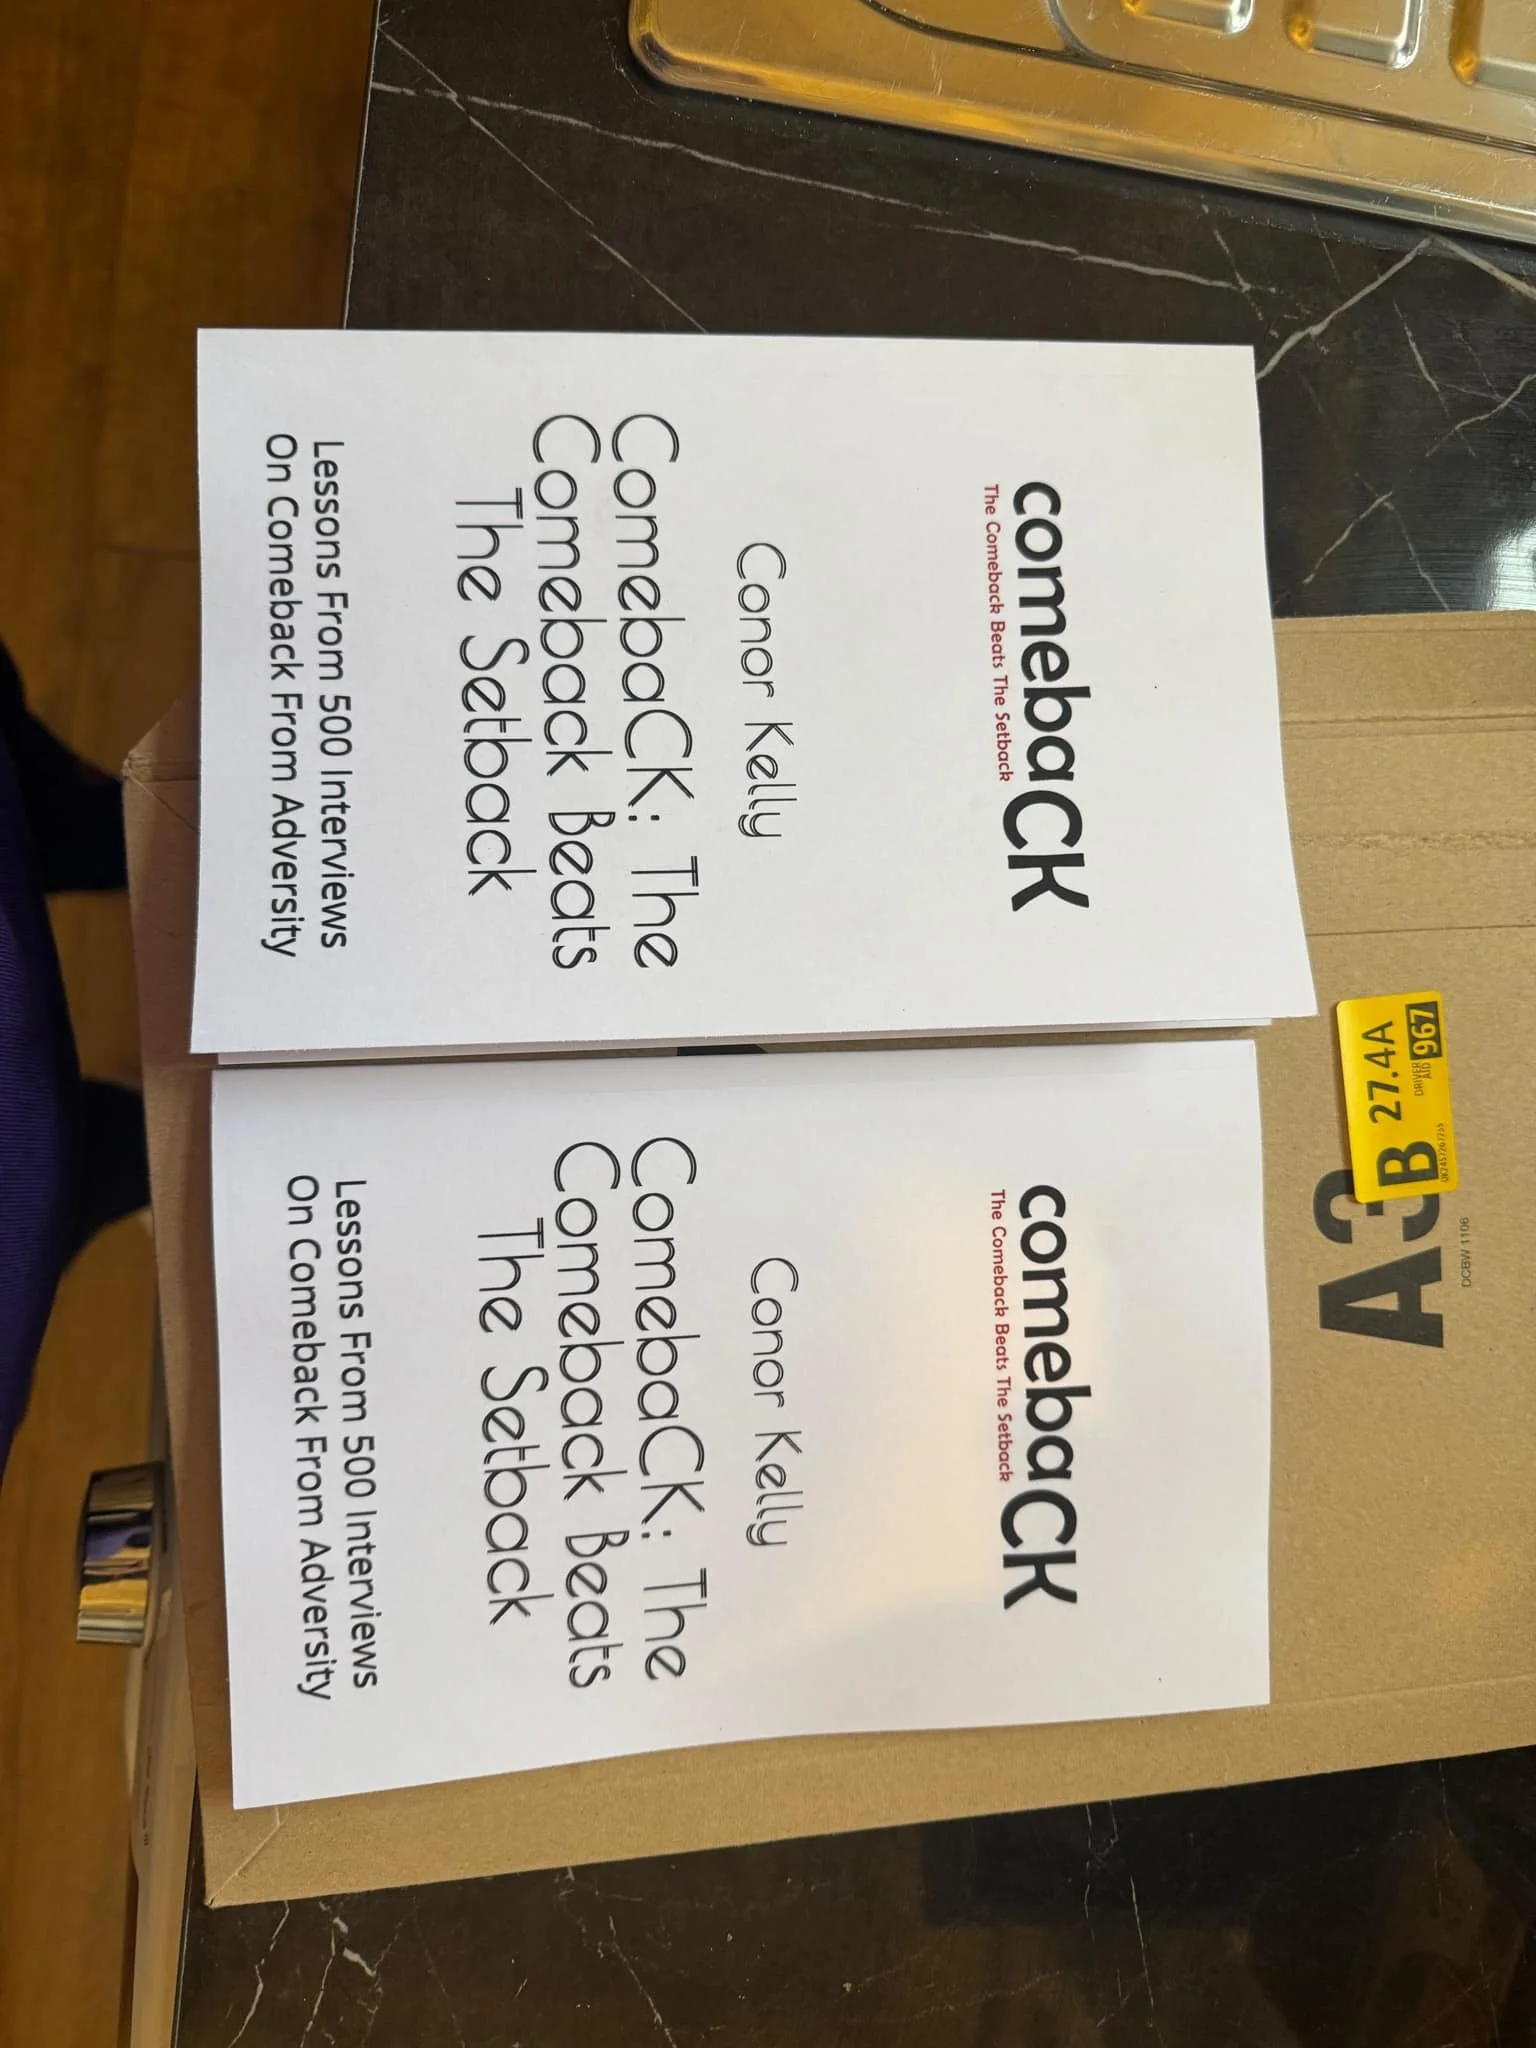 comebaCK
The Comeback Beats The Setback
Conor Kelly
ComebaCK: The
Comeback Beats
The Setback
Lessons From 500 Interviews
On Comeback From Adversity
comebaCK
The Comeback Beats The Setback
Conor Kelly
ComebaCK: The
Comeback Beats
The Setback
Lessons From 500 Interviews
On Comeback From Adversity
967
DRIVER AID
B 27.4A
A3
DCBW 1106